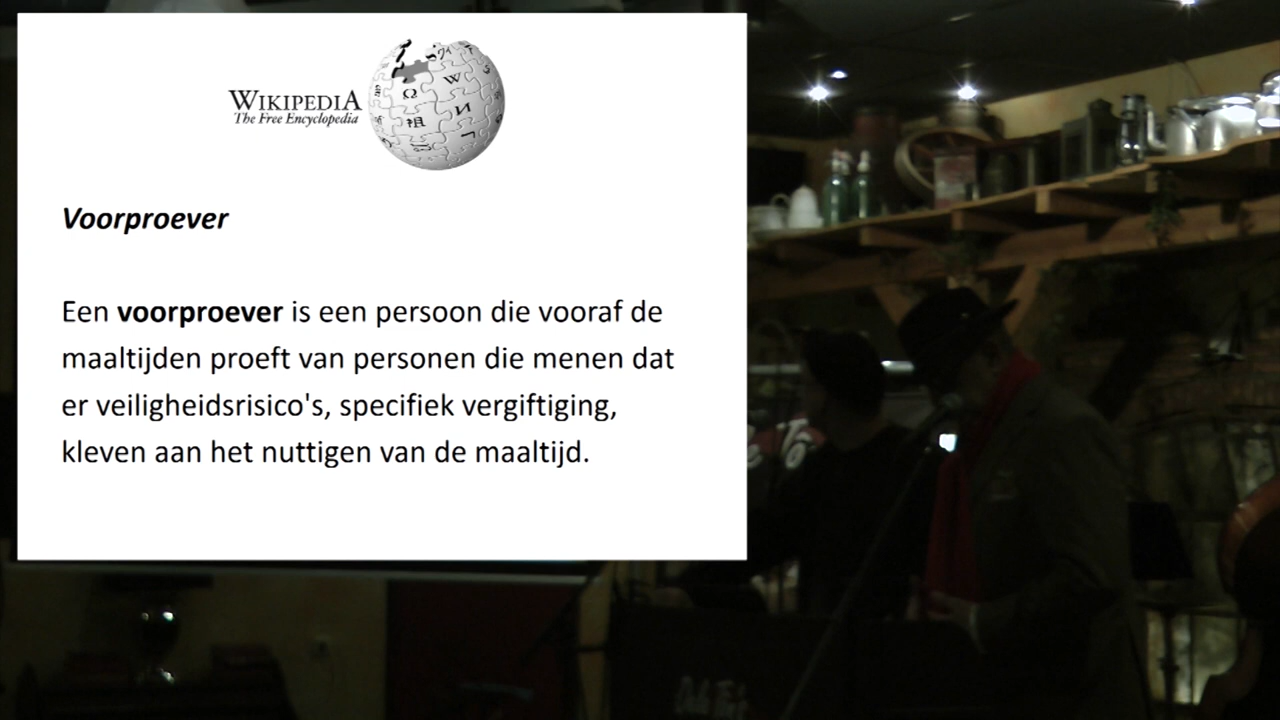 WIKIPEDIA
The Free Encyclopedia
Voorproever
Een voorproever is een persoon die vooraf de
maaltijden proeft van personen die menen dat
er veiligheidsrisico's, specifiek vergiftiging,
kleven aan het nuttigen van de maaltijd.